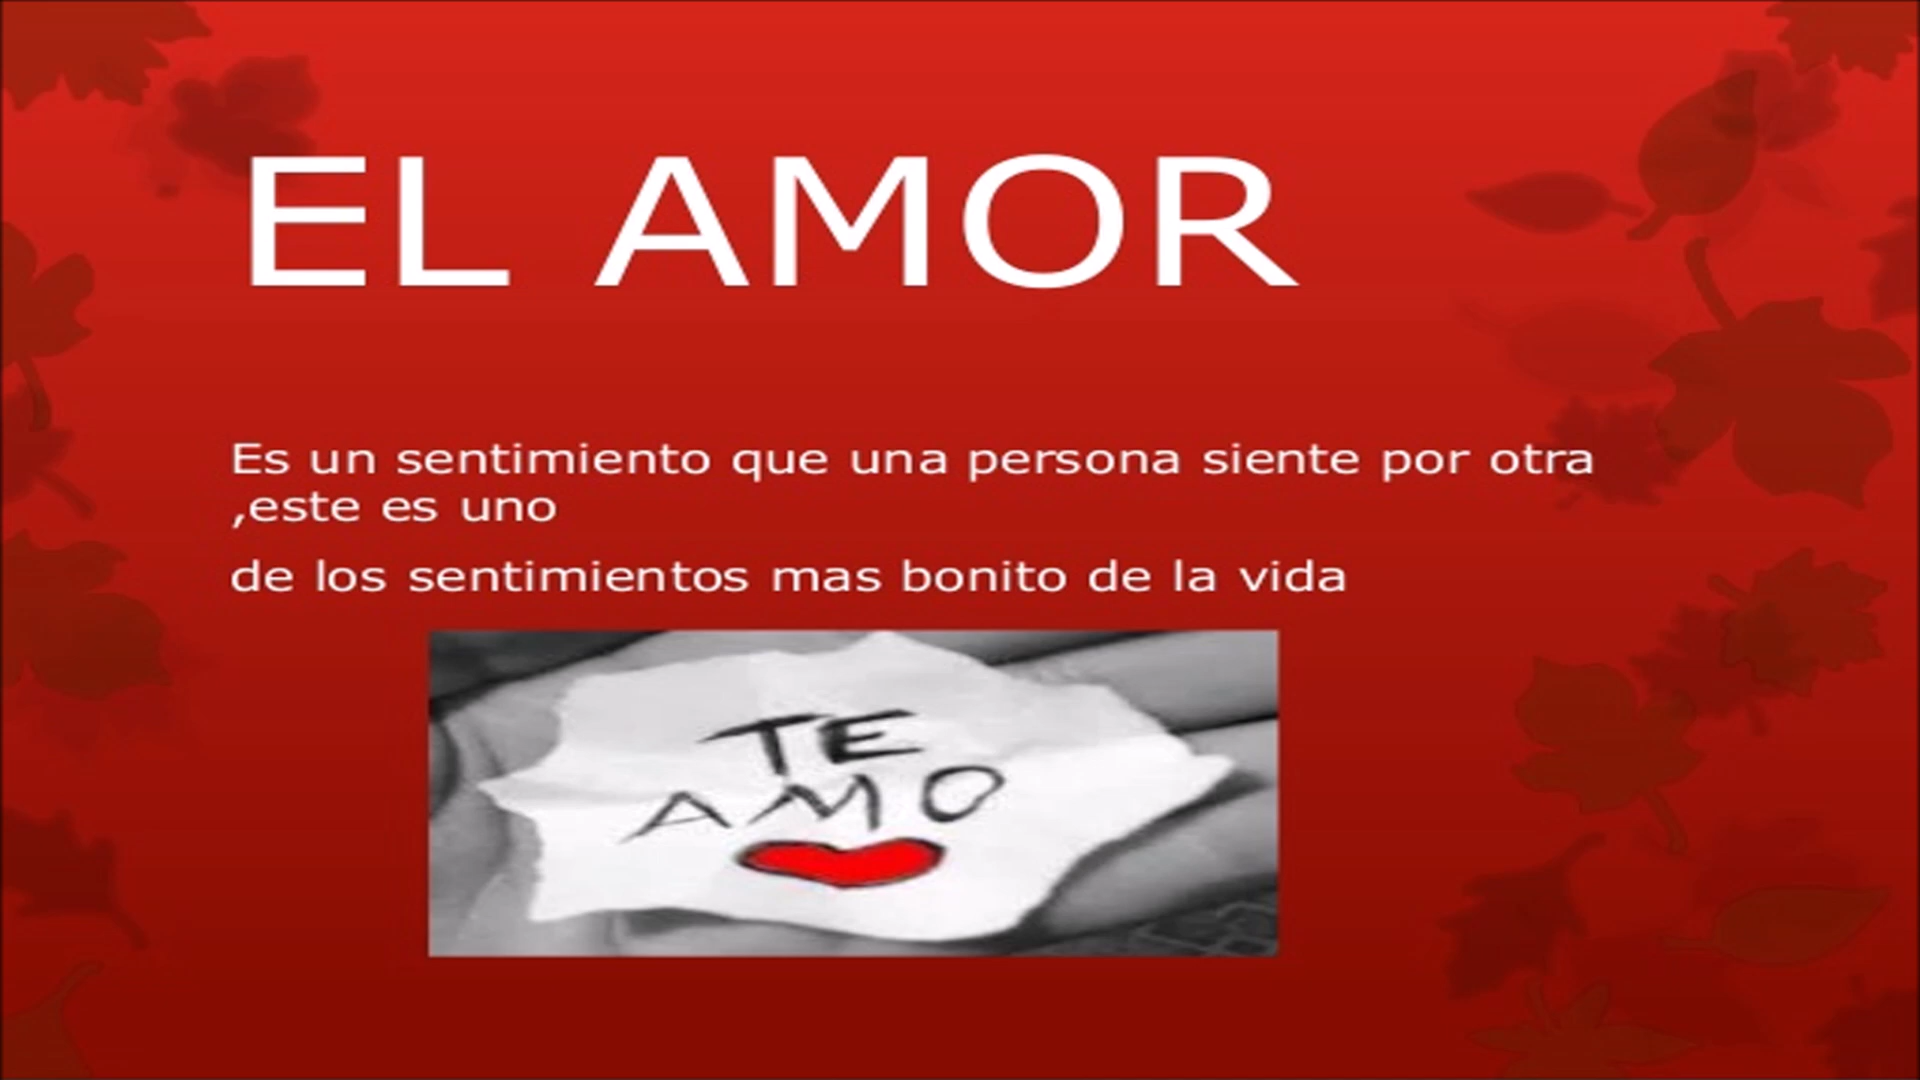 EL AMOR
Es un sentimiento que una persona siente por otra
,este es uno
de los sentimientos mas bonito de la vida
TE
AMO